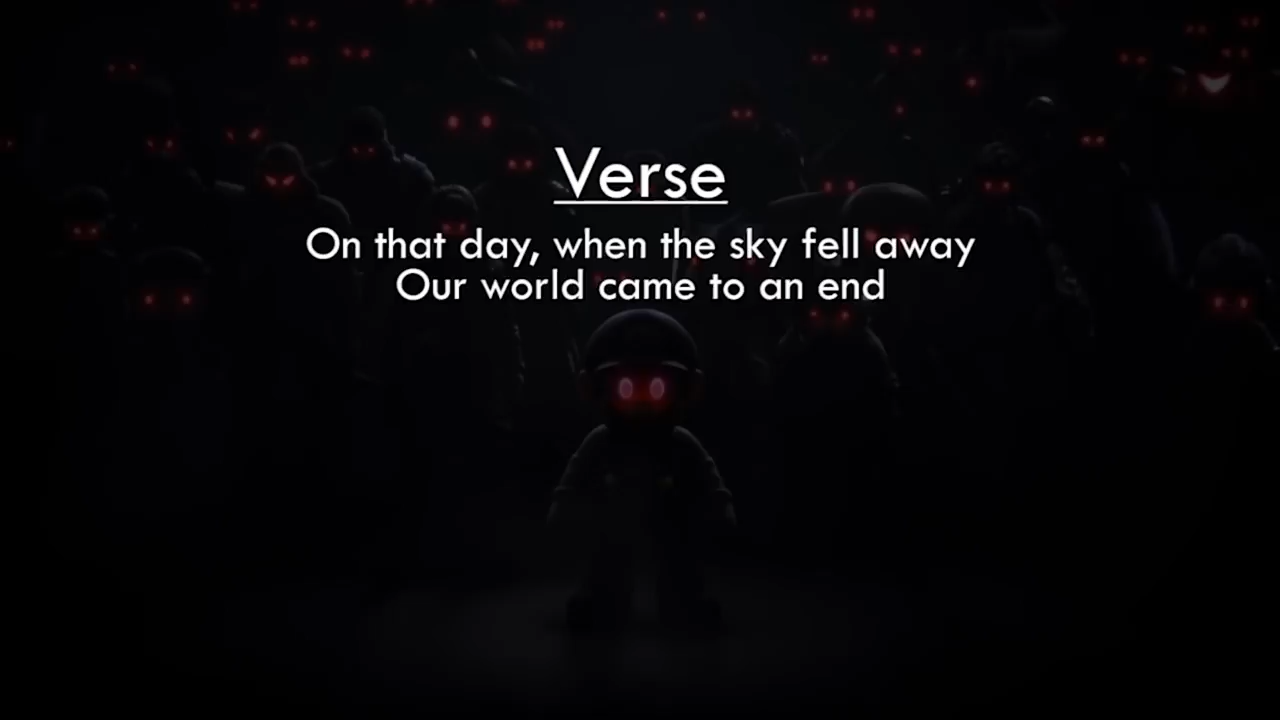 Verse
On that day, when the sky fell away
Our world came to an end